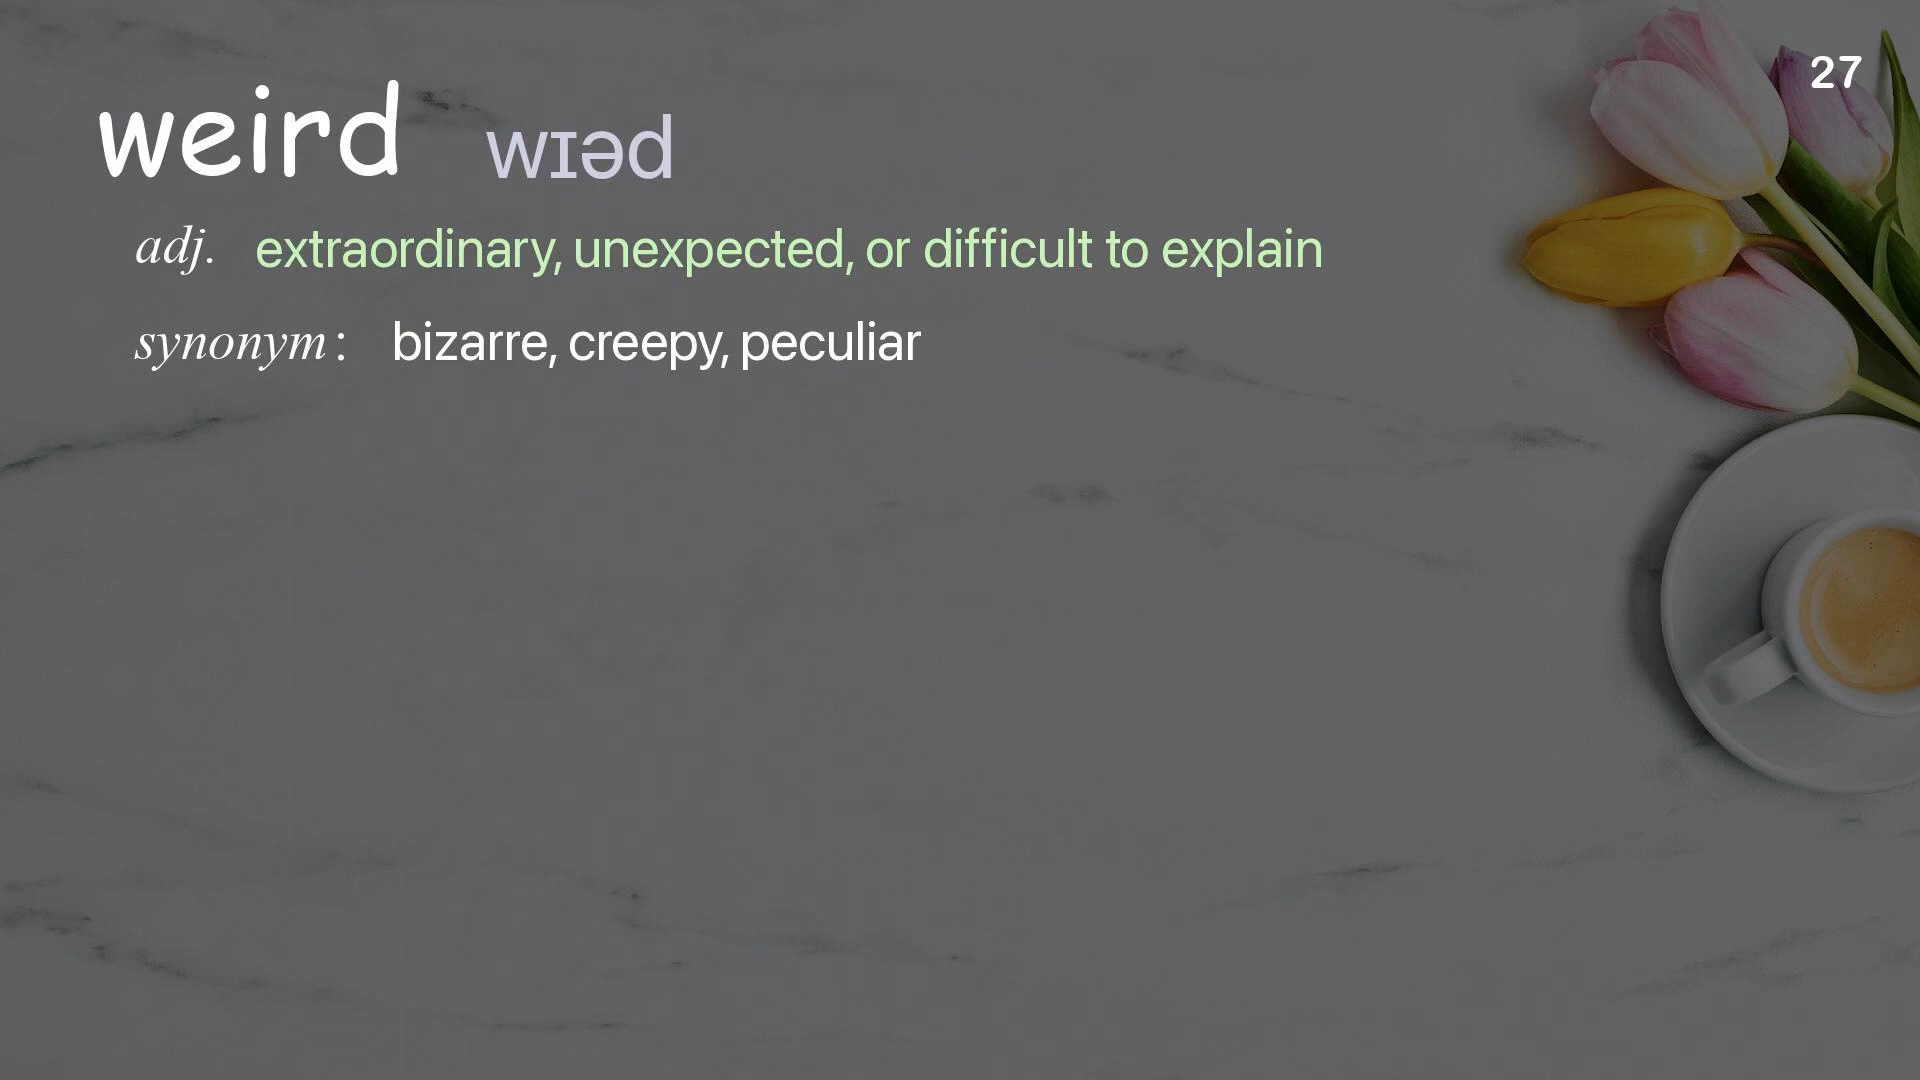 27
weird wɪəd
adj. extraordinary, unexpected, or difficult to explain
synonym: bizarre, creepy, peculiar